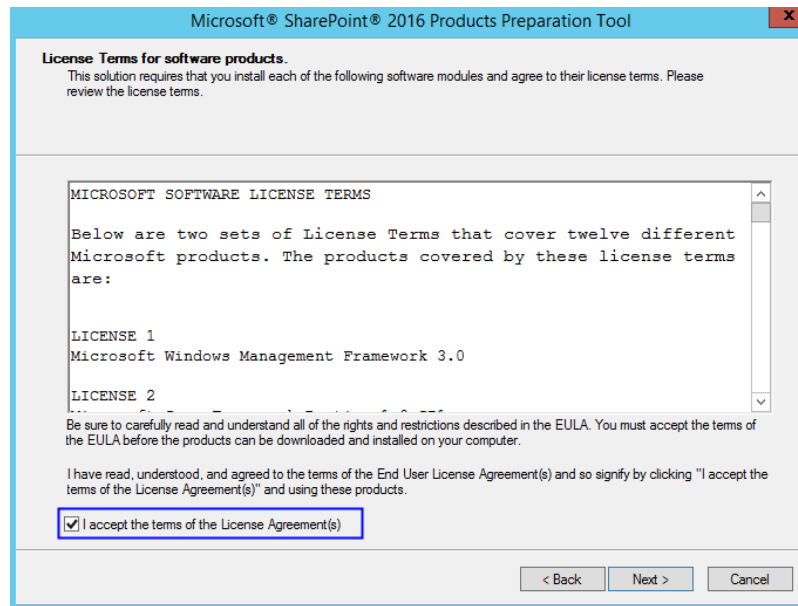 Microsoft® SharePoint® 2016 Products Preparation Tool
x
License Terms for software products.
This solution requires that you install each of the following software modules and agree to their license terms. Please
review the license terms.
MICROSOFT SOFTWARE LICENSE TERMS
Below are two sets of License Terms that cover twelve different
Microsoft products. The products covered by these license terms
are:
LICENSE 1
Microsoft Windows Management Framework 3.0
LICENSE 2
Be sure to carefully read and understand all of the rights and restrictions described in the EULA. You must accept the terms of
the EULA before the products can be downloaded and installed on your computer.
I have read, understood, and agreed to the terms of the End User License Agreement(s) and so signify by clicking "I accept the
terms of the License Agreement(s)" and using these products.
I accept the terms of the License Agreement(s)
< Back Next > Cancel